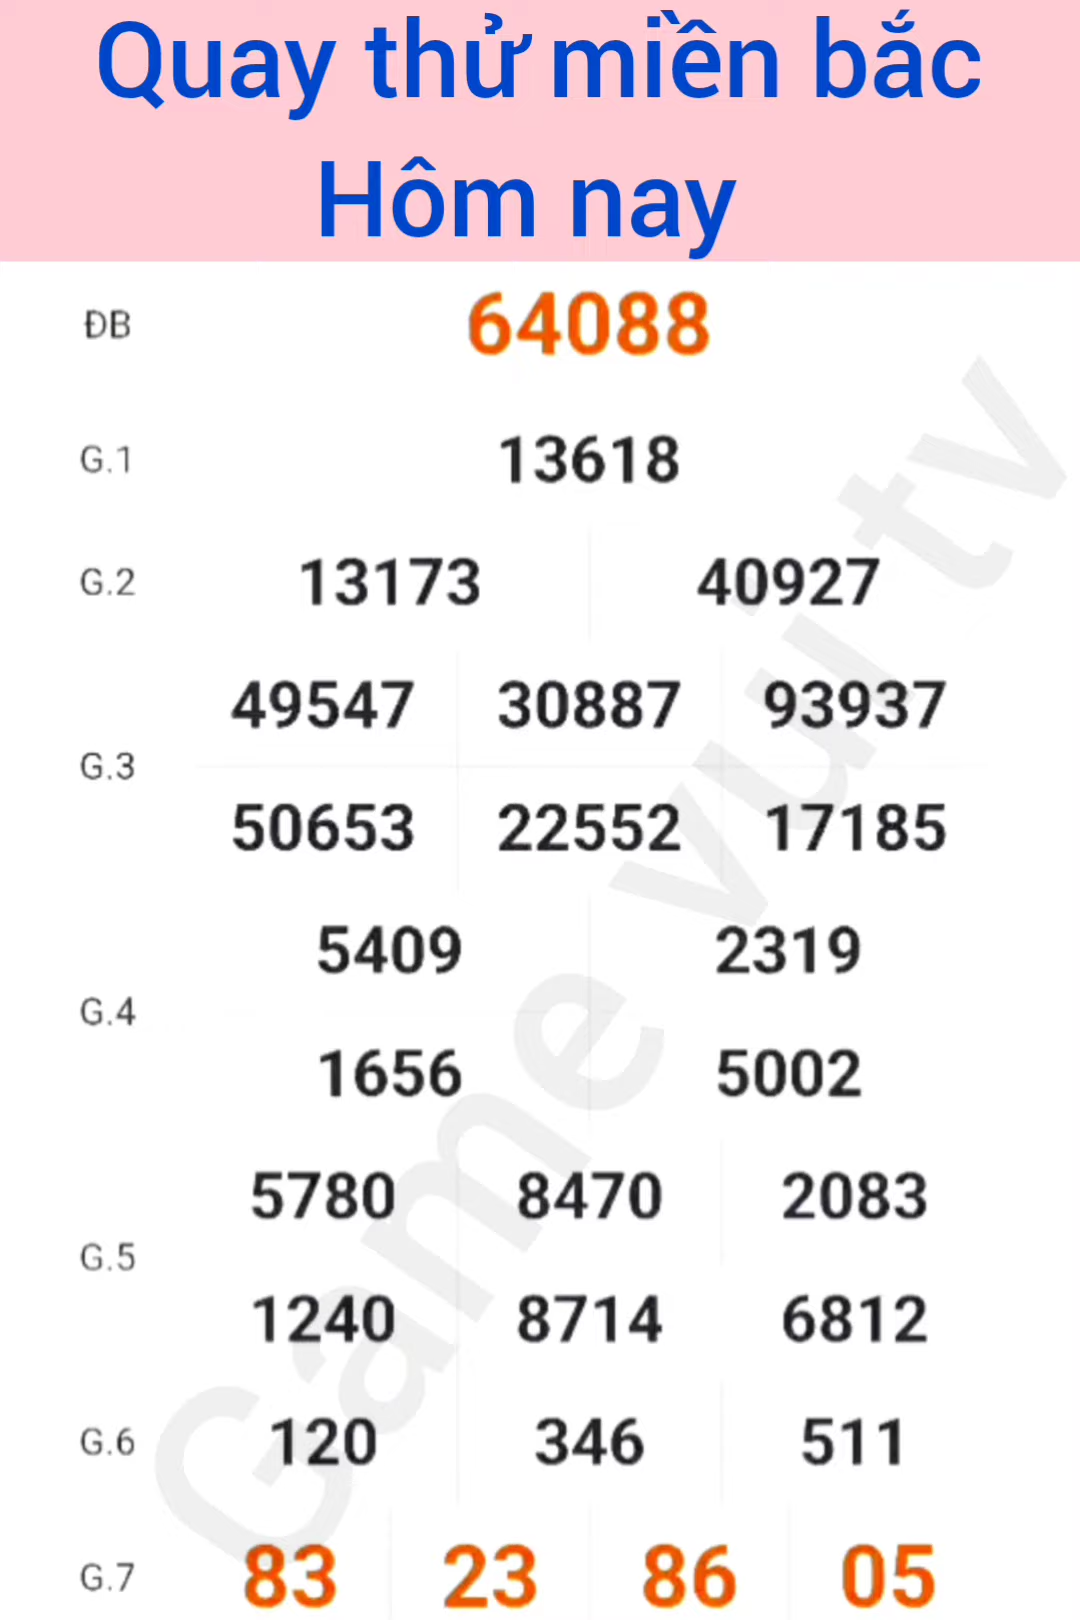 Quay thử miền bắc
Hôm nay
ĐB 64088
G.1 13618
G.2 13173 40927
49547 30887 93937
G.3
50653 22552 17185
5409 2319
G.4
1656 5002
5780 8470 2083
G.5
1240 8714 6812
G.6 120 346 511
G.7 83 23 86 05
Game vui tv